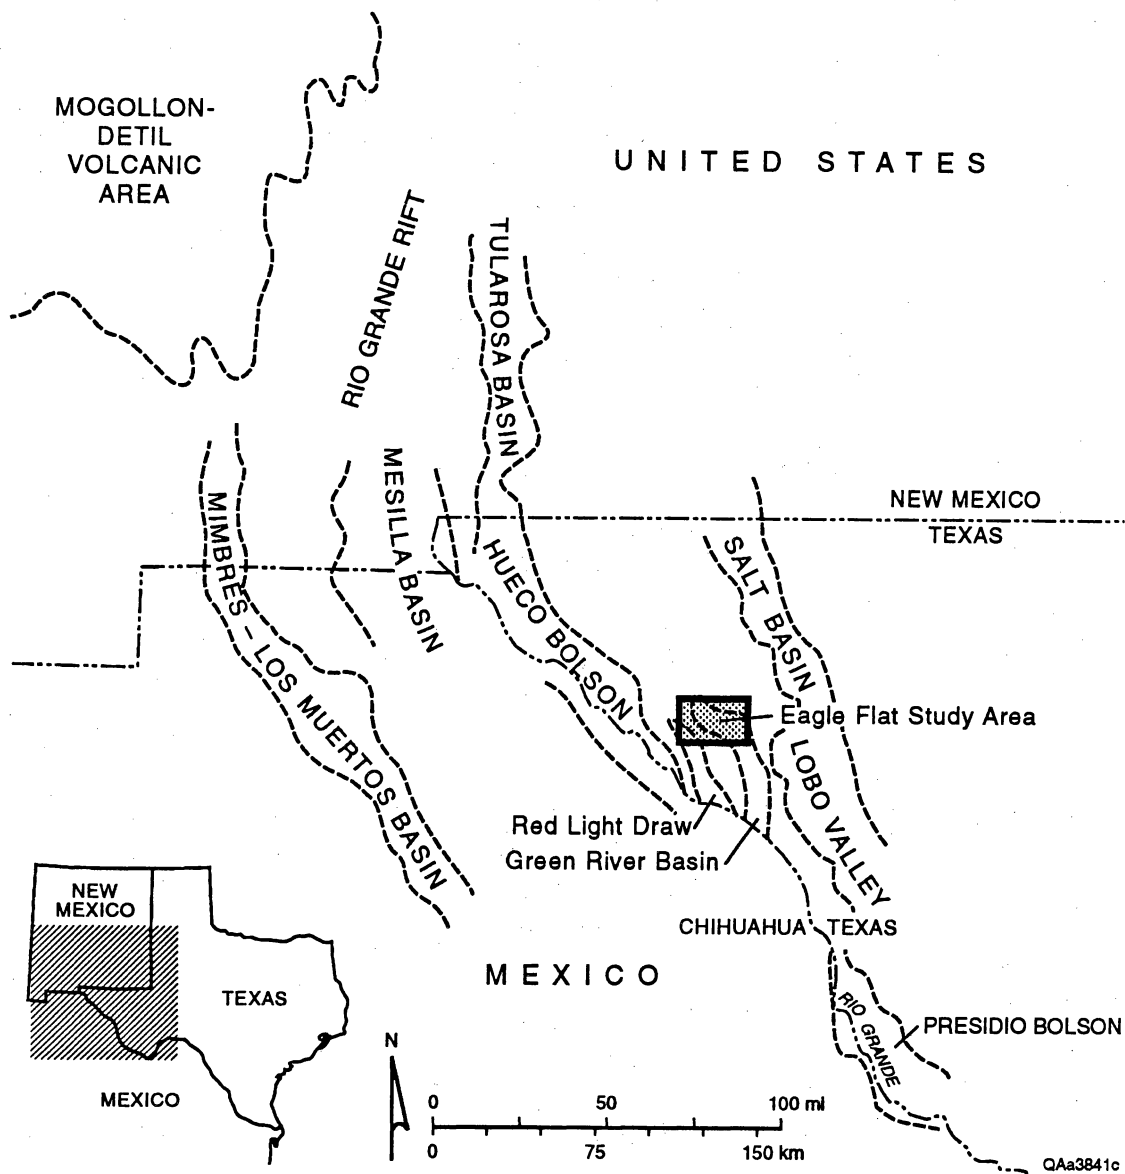 MOGOLLON-
DETIL
VOLCANIC
AREA
UNITED STATES
RIO GRANDE RIFT
TULAROSA BASIN
MESILLA BASIN
NEW MEXICO
TEXAS
MIMBRES - LOS MUERTOS BASIN
HUECO BOLSON
SALT BASIN
Eagle Flat Study Area
LOBO VALLEY
Red Light Draw
Green River Basin
CHIHUAHUA
TEXAS
MEXICO
RIO GRANDE
PRESIDIO BOLSON
NEW
MEXICO
TEXAS
MEXICO
N
0 50 100 mi
0 75 150 km
QAa3841c